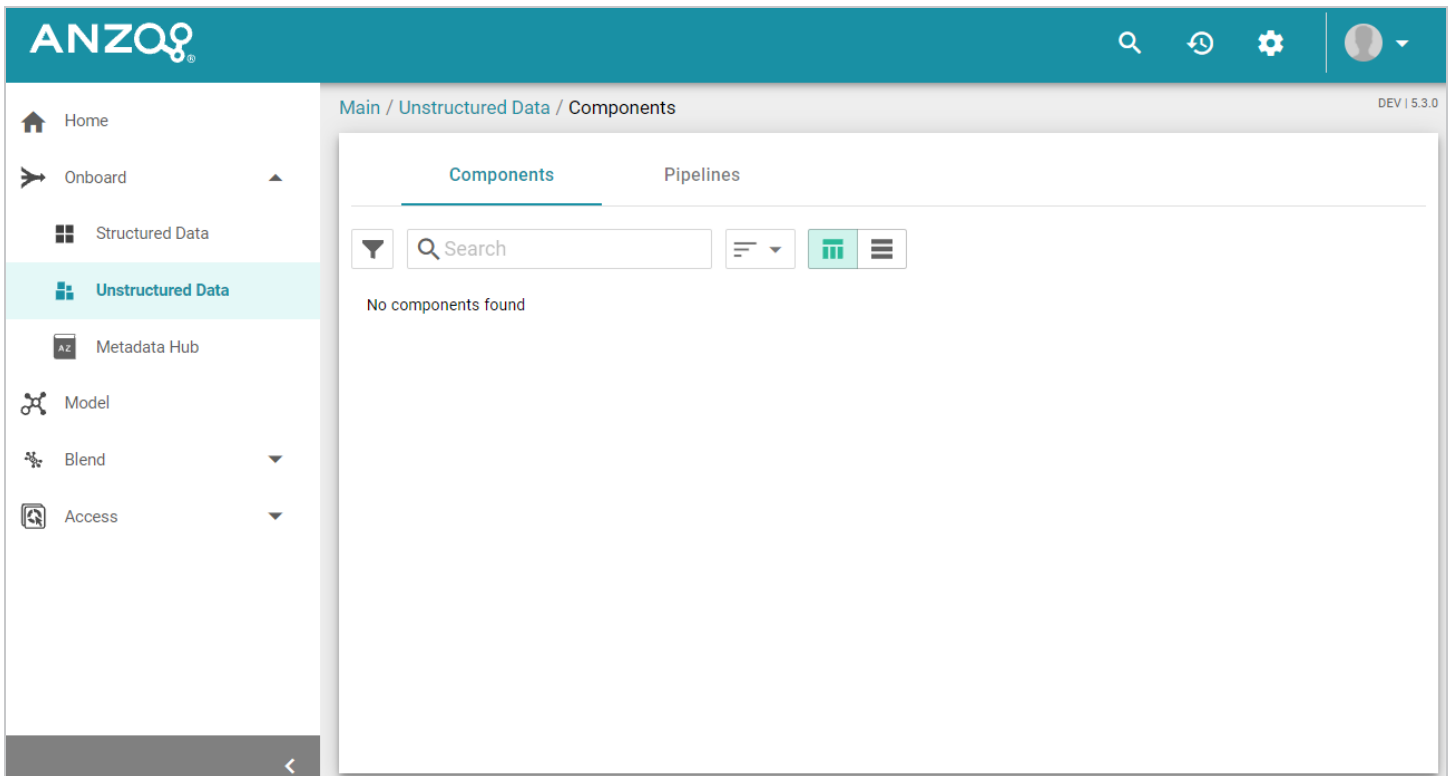 ANZO®
Home
Onboard
Structured Data
Unstructured Data
AZ Metadata Hub
Model
Blend
Access
Main / Unstructured Data / Components
DEV | 5.3.0
Components Pipelines
Search
No components found